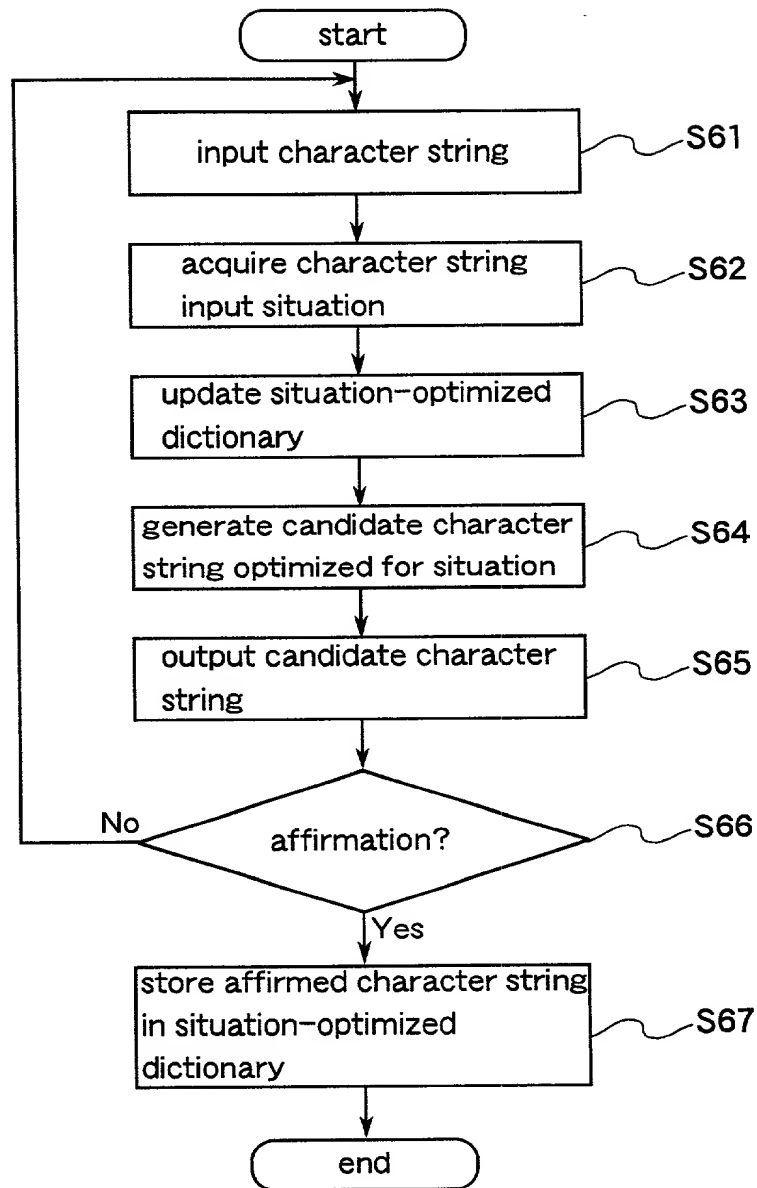 start
input character string
S61
acquire character string
input situation
S62
update situation-optimized
dictionary
S63
generate candidate character
string optimized for situation
S64
output candidate character
string
S65
No
affirmation?
S66
Yes
store affirmed character string
in situation-optimized
dictionary
S67
end